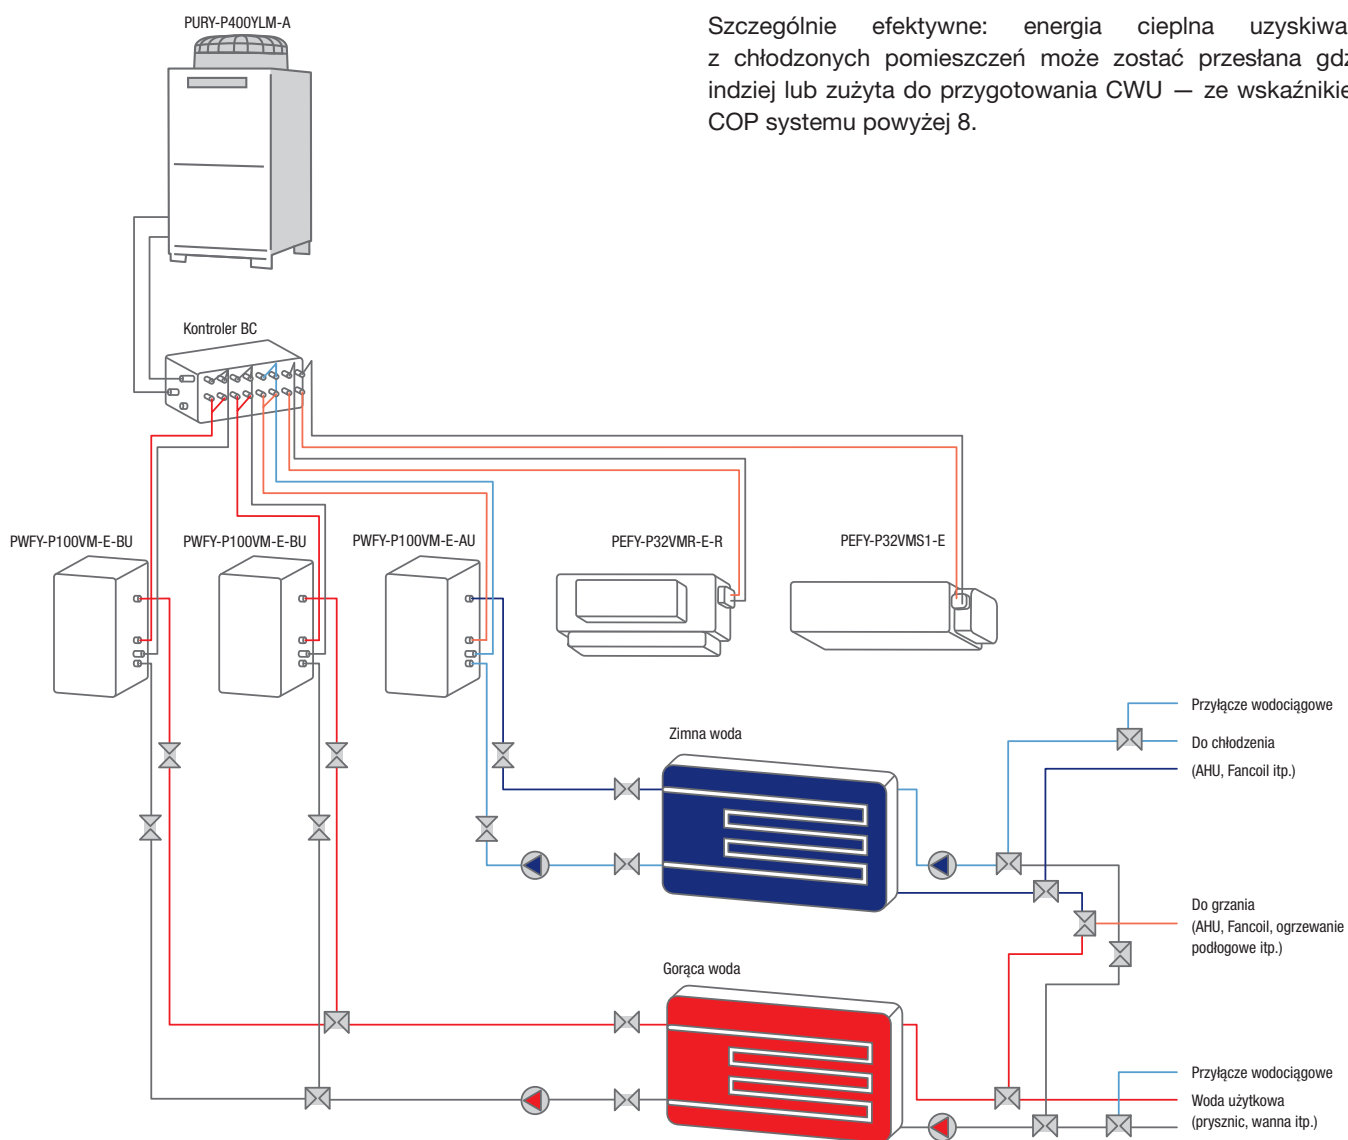 PURY-P400YLM-A
Szczególnie efektywne: energia cieplna uzyskiwa
z chłodzonych pomieszczeń może zostać przesłana gdz
indziej lub zużyta do przygotowania CWU — ze wskaźnikie
COP systemu powyżej 8.
Kontroler BC
PWFY-P100VM-E-BU
PWFY-P100VM-E-BU
PWFY-P100VM-E-AU
PEFY-P32VMR-E-R
PEFY-P32VMS1-E
Zimna woda
Przyłącze wodociągowe
Do chłodzenia
(AHU, Fancoil itp.)
Do grzania
(AHU, Fancoil, ogrzewanie
podłogowe itp.)
Gorąca woda
Przyłącze wodociągowe
Woda użytkowa
(prysznic, wanna itp.)